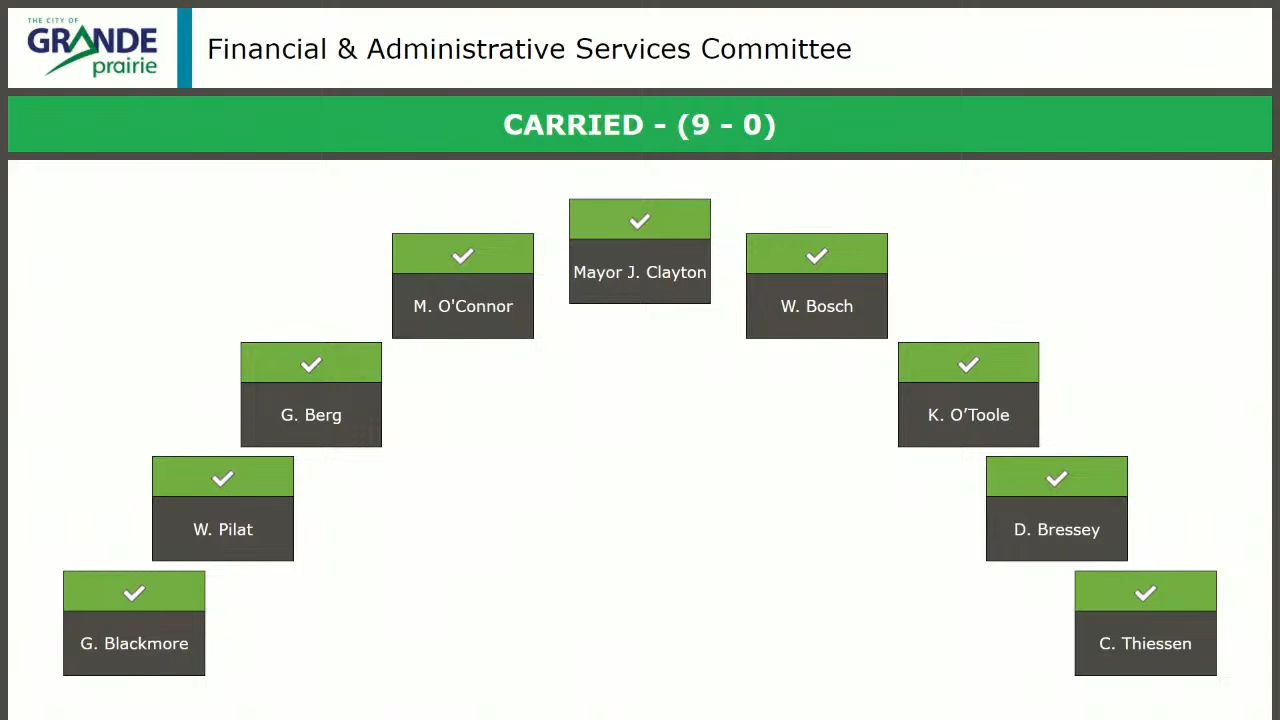 THE CITY OF
GRANDE
prairie
Financial & Administrative Services Committee
CARRIED - (9 - 0)
Mayor J. Clayton
M. O'Connor
W. Bosch
G. Berg
K. O’Toole
W. Pilat
D. Bressey
G. Blackmore
C. Thiessen